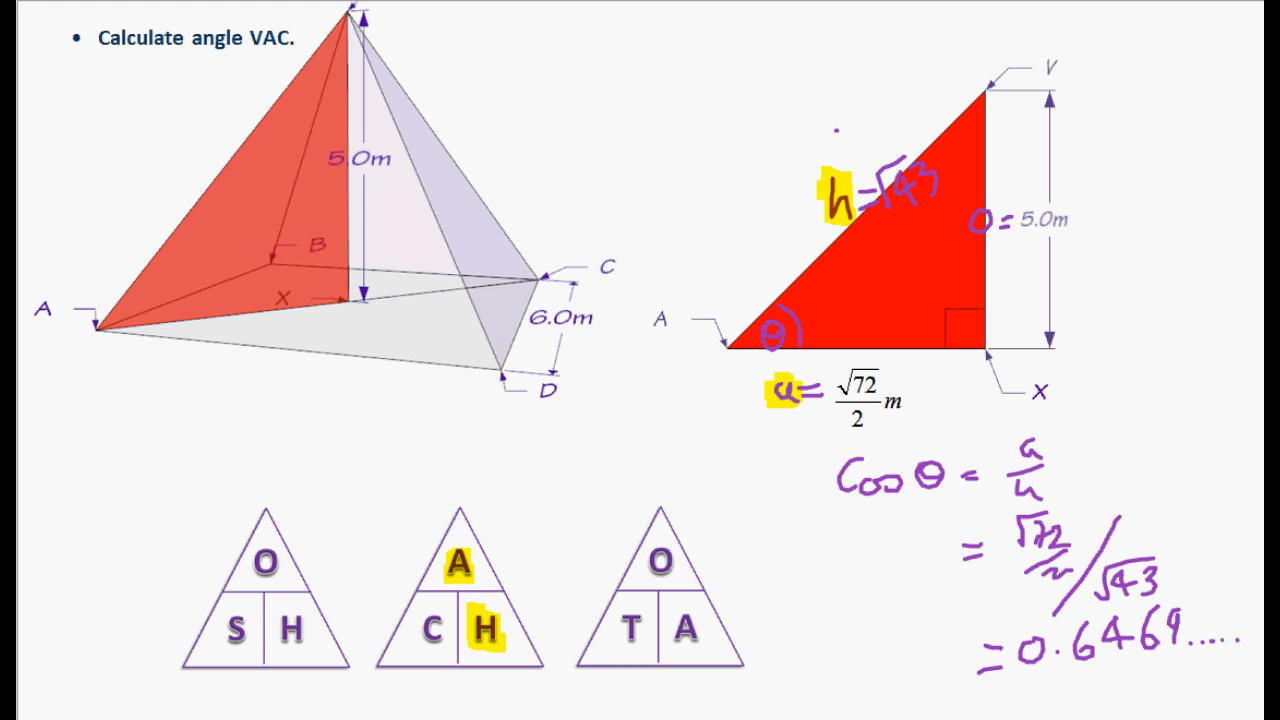 • Calculate angle VAC.
5.0m
B
X
C
A
6.0m
D
V
h = √43
O = 5.0m
A
θ
a = √72/2 m
X
Cos θ = a/h
= √72/2 / √43
= 0.6469.....
O
S H
A
C H
O
T A